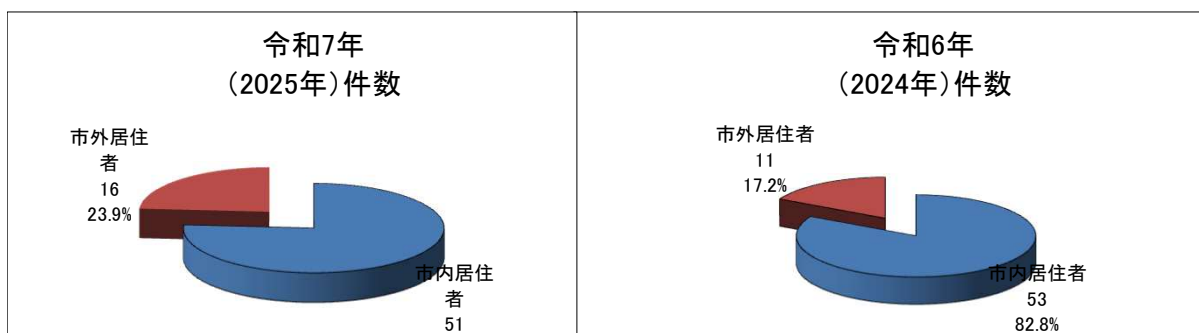 令和7年
（2025年）件数
市外居住
者
16
23.9%
市内居住
者
51
令和6年
（2024年）件数
市外居住者
11
17.2%
市内居住者
53
82.8%